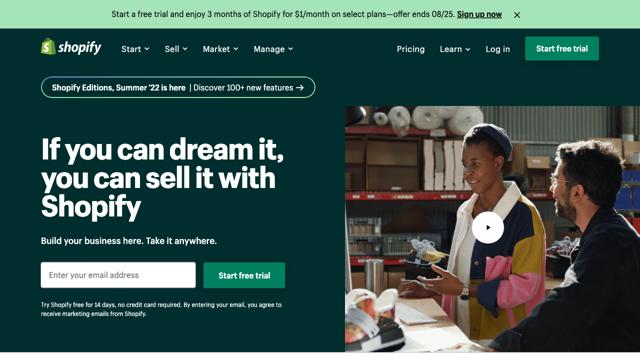 Start a free trial and enjoy 3 months of Shopify for $1/month on select plans—offer ends 08/25. Sign up now
shopify
Start
Sell
Market
Manage
Pricing
Learn
Log in
Start free trial
Shopify Editions, Summer '22 is here | Discover 100+ new features →
If you can dream it,
you can sell it with
Shopify
Build your business here. Take it anywhere.
Enter your email address
Start free trial
Try Shopify free for 14 days, no credit card required. By entering your email, you agree to
receive marketing emails from Shopify.